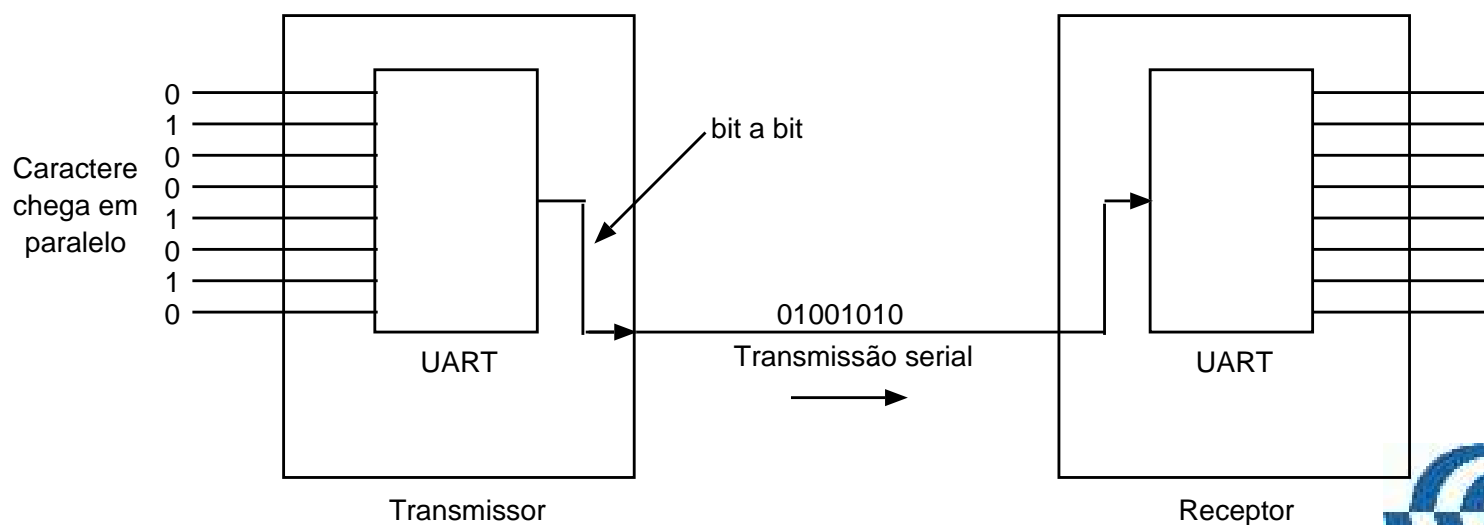 0
1
0
0
1
0
1
0
Caractere
chega em
paralelo
bit a bit
UART
01001010
Transmissão serial
UART
Transmissor
Receptor